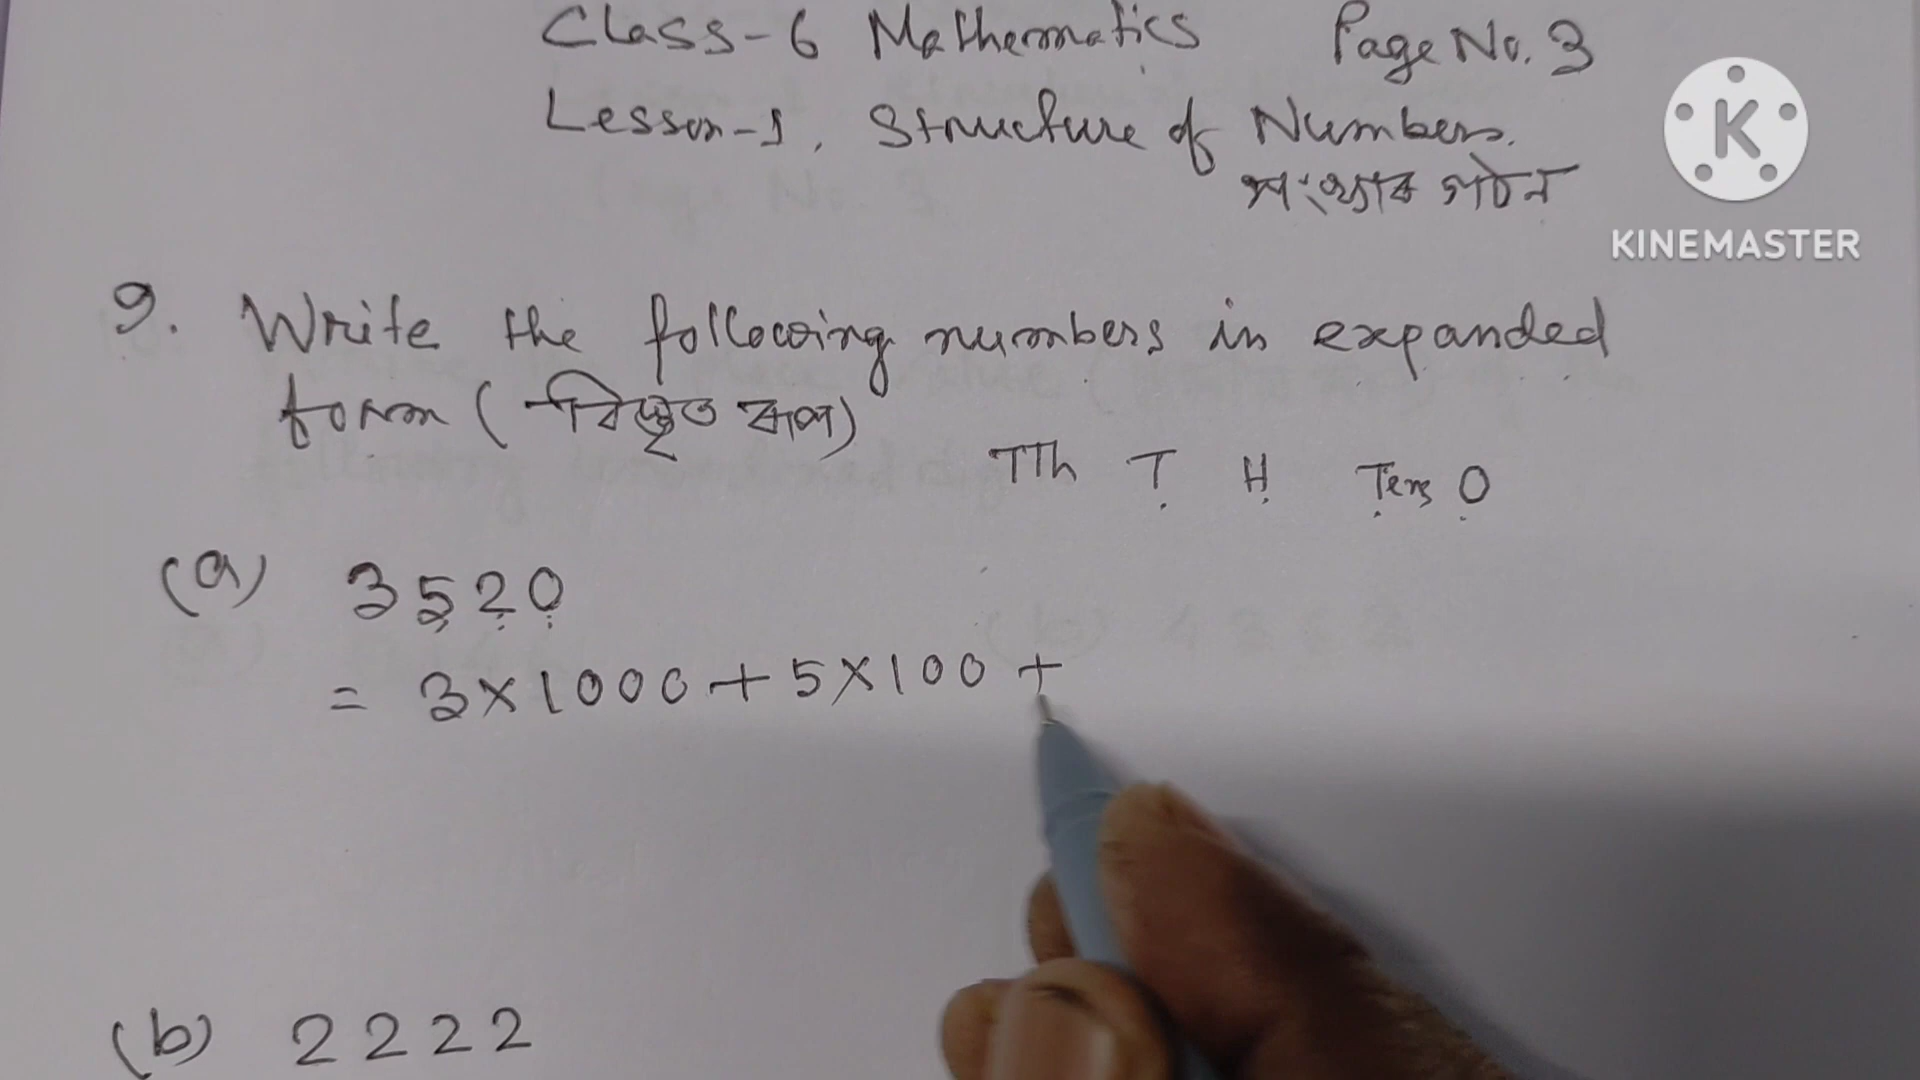 Class-6 Mathematics Page No. 3
Lesson-1, Structure of Numbers.
সংখ্যাৰ গঠন
KINEMASTER
9. Write the following numbers in expanded
form (বিস্তৃত ৰূপ)
TTh T H Tens O
(a) 3520
= 3×1000 + 5×100 +
(b) 2222